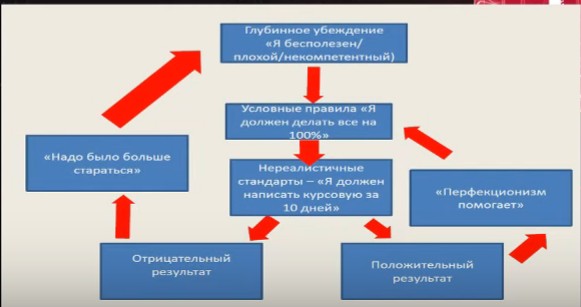 Глубинное убеждение
«Я бесполезен/
плохой/некомпетентный)
Условные правила «Я
должен делать все на
100%»
«Надо было больше
стараться»
Нереалистичные
стандарты – «Я должен
написать курсовую за
10 дней»
«Перфекционизм
помогает»
Отрицательный
результат
Положительный
результат